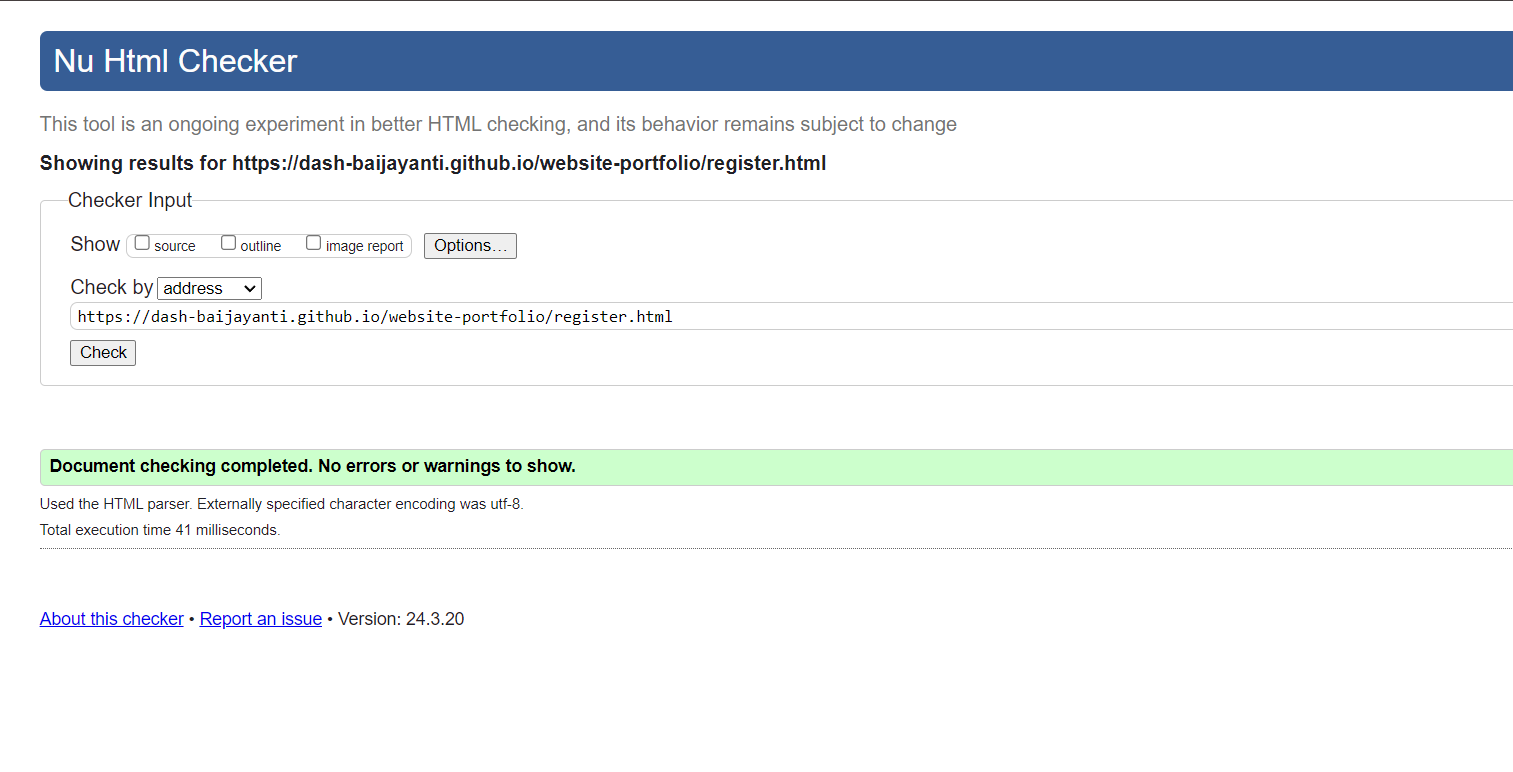 Nu Html Checker
This tool is an ongoing experiment in better HTML checking, and its behavior remains subject to change
Showing results for https://dash-baijayanti.github.io/website-portfolio/register.html
Checker Input
Show source outline image report Options…
Check by address
https://dash-baijayanti.github.io/website-portfolio/register.html
Check
Document checking completed. No errors or warnings to show.
Used the HTML parser. Externally specified character encoding was utf-8.
Total execution time 41 milliseconds.
About this checker • Report an issue • Version: 24.3.20